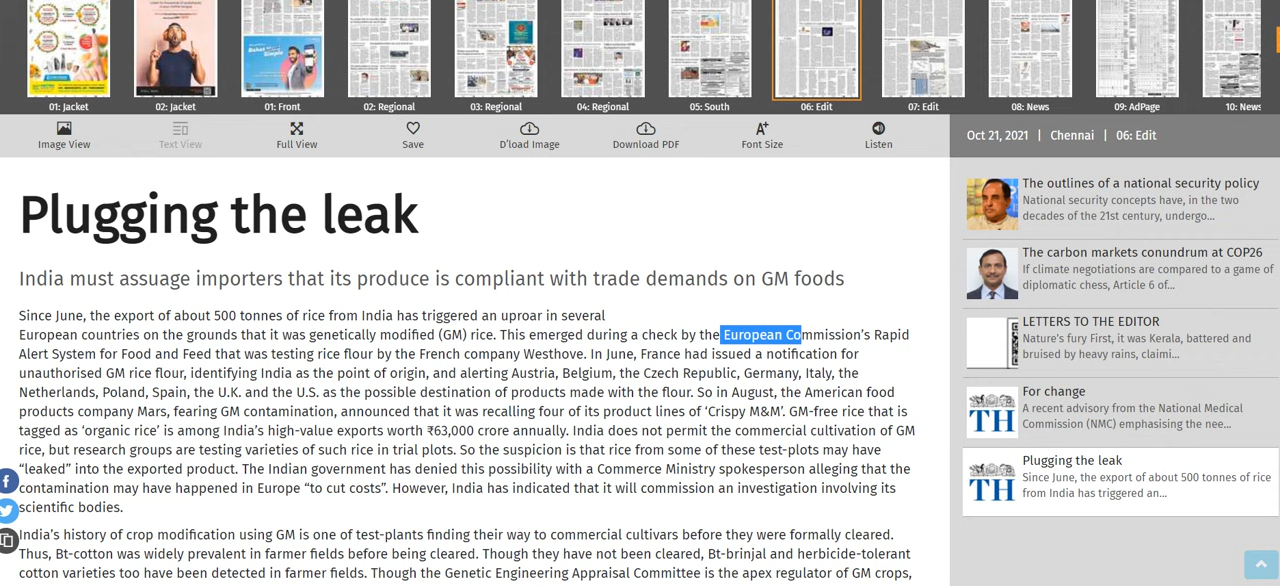 01: Jacket
02: Jacket
01: Front
02: Regional
03: Regional
04: Regional
05: South
06: Edit
07: Edit
08: News
09: AdPage
10: News
Image View
Text View
Full View
Save
D'load Image
Download PDF
Font Size
Listen
Oct 21, 2021 | Chennai | 06: Edit
Plugging the leak
India must assuage importers that its produce is compliant with trade demands on GM foods
Since June, the export of about 500 tonnes of rice from India has triggered an uproar in several
European countries on the grounds that it was genetically modified (GM) rice. This emerged during a check by the European Commission's Rapid
Alert System for Food and Feed that was testing rice flour by the French company Westhove. In June, France had issued a notification for
unauthorised GM rice flour, identifying India as the point of origin, and alerting Austria, Belgium, the Czech Republic, Germany, Italy, the
Netherlands, Poland, Spain, the U.K. and the U.S. as the possible destination of products made with the flour. So in August, the American food
products company Mars, fearing GM contamination, announced that it was recalling four of its product lines of 'Crispy M&M'. GM-free rice that is
tagged as 'organic rice' is among India's high-value exports worth ₹63,000 crore annually. India does not permit the commercial cultivation of GM
rice, but research groups are testing varieties of such rice in trial plots. So the suspicion is that rice from some of these test-plots may have
“leaked” into the exported product. The Indian government has denied this possibility with a Commerce Ministry spokesperson alleging that the
contamination may have happened in Europe “to cut costs”. However, India has indicated that it will commission an investigation involving its
scientific bodies.
India's history of crop modification using GM is one of test-plants finding their way to commercial cultivars before they were formally cleared.
Thus, Bt-cotton was widely prevalent in farmer fields before being cleared. Though they have not been cleared, Bt-brinjal and herbicide-tolerant
cotton varieties too have been detected in farmer fields. Though the Genetic Engineering Appraisal Committee is the apex regulator of GM crops,
The outlines of a national security policy
National security concepts have, in the two
decades of the 21st century, undergo...
The carbon markets conundrum at COP26
If climate negotiations are compared to a game of
diplomatic chess, Article 6 of...
LETTERS TO THE EDITOR
Nature's fury First, it was Kerala, battered and
bruised by heavy rains, claimi...
TH
For change
A recent advisory from the National Medical
Commission (NMC) emphasising the nee...
TH
Plugging the leak
Since June, the export of about 500 tonnes of rice
from India has triggered an...